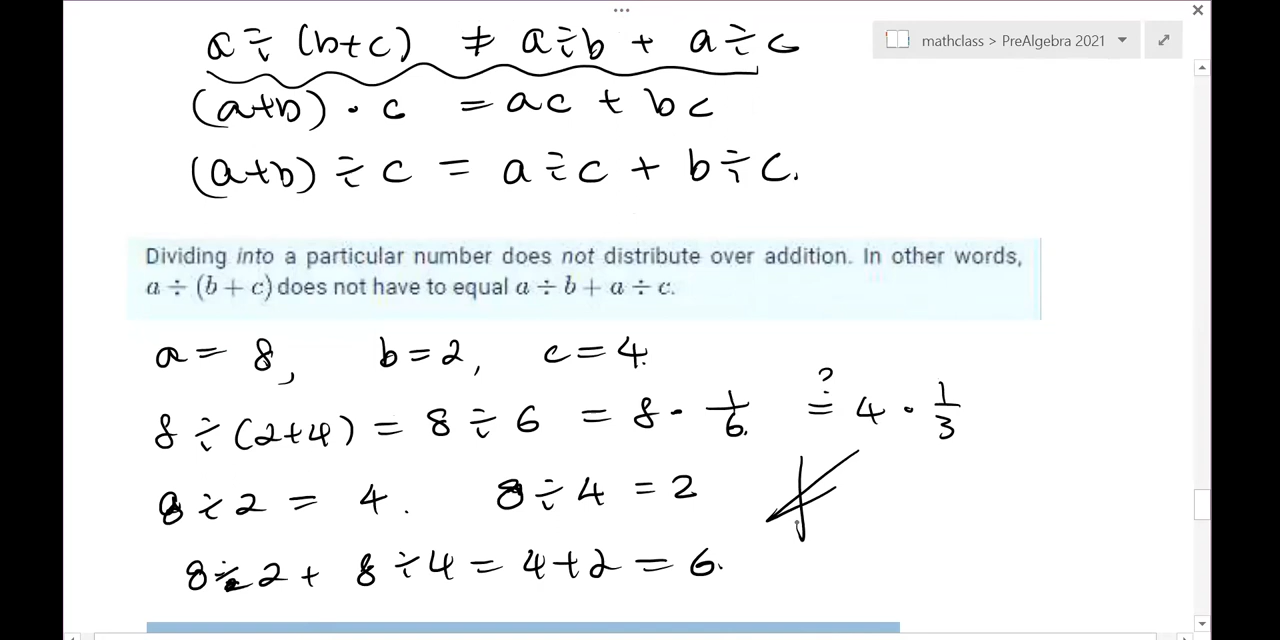 a ÷ (b+c) ≠ a÷b + a÷c
mathclass > PreAlgebra 2021
(a+b) · c = ac + bc
(a+b) ÷ c = a÷c + b÷c.
Dividing into a particular number does not distribute over addition. In other words,
a ÷ (b + c) does not have to equal a ÷ b + a ÷ c.
a = 8, b = 2, c = 4.
8 ÷ (2+4) = 8 ÷ 6 = 8 · 1/6. ≟ 4 · 1/3
8 ÷ 2 = 4. 8 ÷ 4 = 2
8 ÷ 2 + 8 ÷ 4 = 4+2 = 6.